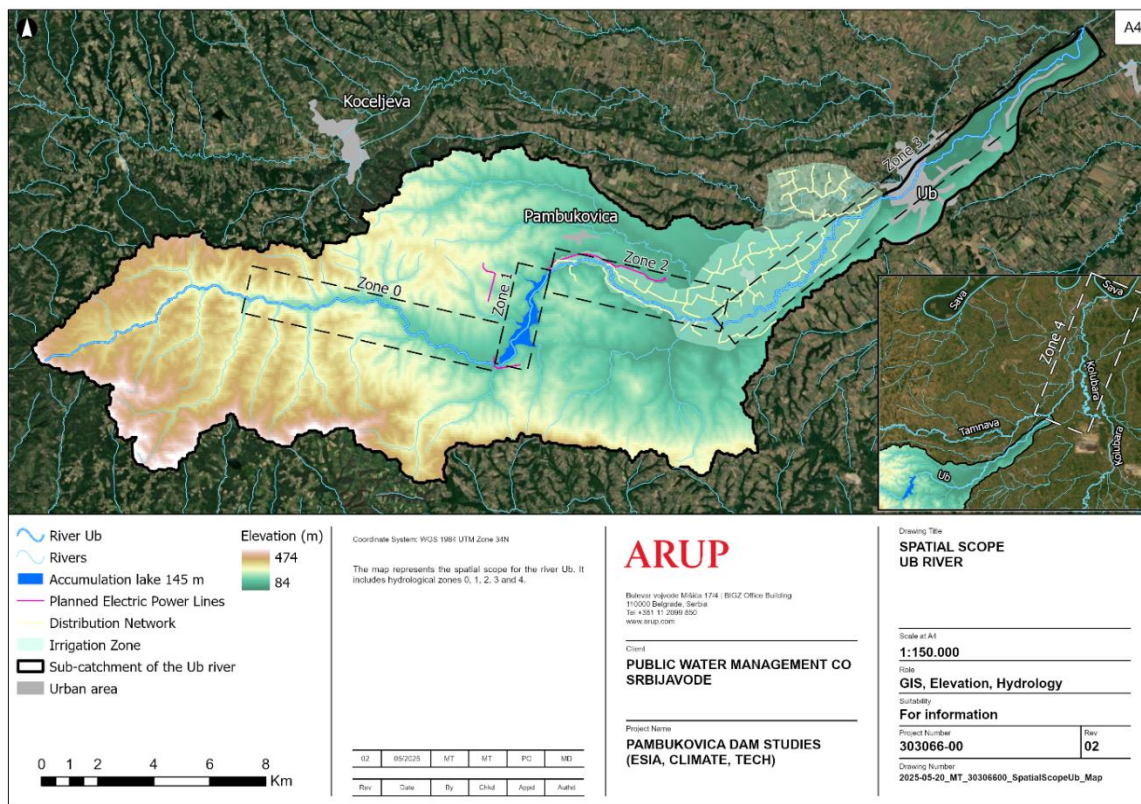 A4
Koceljeva
Zone 3
Ub
Pambukovica
Zone 2
Zone 1
Zone 0
Sava
Sava
Zone 4
Kolubara
Tamnava
Kolubara
Ub
River Ub
Rivers
Accumulation lake 145 m
Planned Electric Power Lines
Distribution Network
Irrigation Zone
Sub-catchment of the Ub river
Urban area
Elevation (m)
474
84
0 2 4 6 8
Km
Coordinate System: WGS 1984 UTM Zone 34N
The map represents the spatial scope for the river Ub. It
includes hydrological zones 0, 1, 2, 3 and 4.
02 05/2025 MT MT PC MD
Rev Date By Chkd Appd Authd
ARUP
Bulevar vojvode Mišića 17/4 | BIGZ Office Building
110000 Belgrade, Serbia
Tel +381 11 2099 850
www.arup.com
Client
PUBLIC WATER MANAGEMENT CO
SRBIJAVODE
Project Name
PAMBUKOVICA DAM STUDIES
(ESIA, CLIMATE, TECH)
Drawing Title
SPATIAL SCOPE
UB RIVER
Scale at A4
1:150.000
Role
GIS, Elevation, Hydrology
Suitability
For information
Project Number
303066-00
Rev
02
Drawing Number
2025-05-20_MT_30306600_SpatialScopeUb_Map